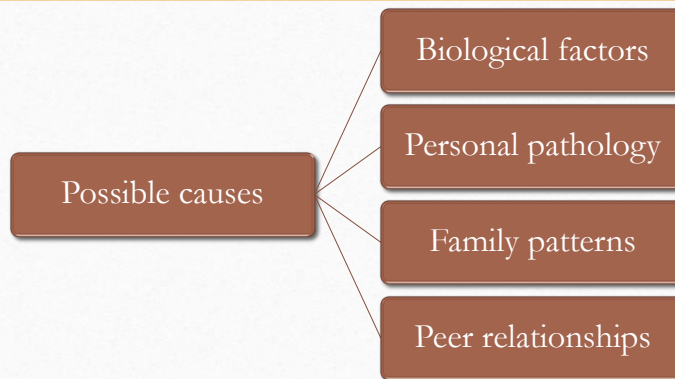 Possible causes
Biological factors
Personal pathology
Family patterns
Peer relationships